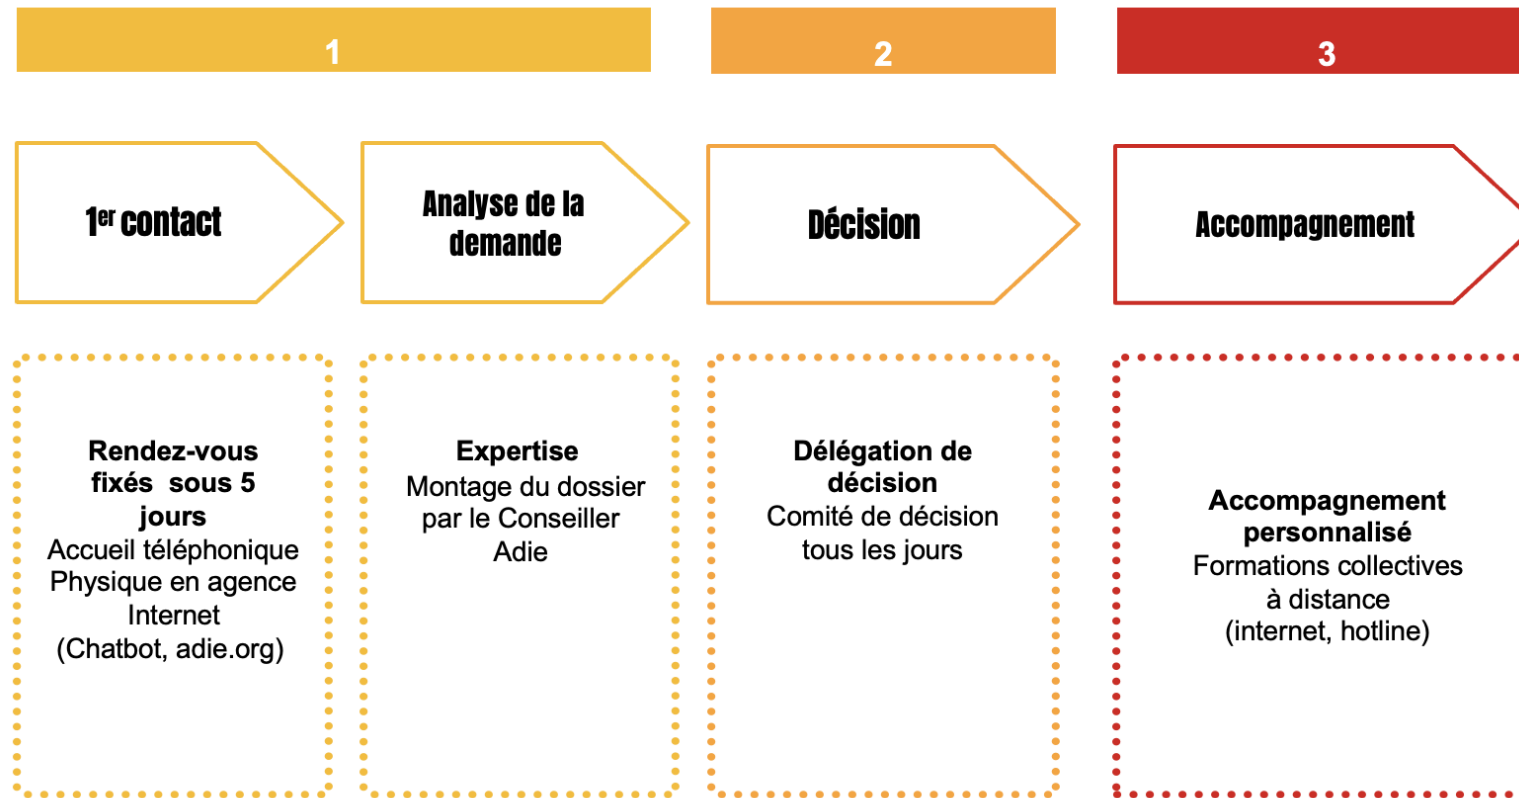 1
2
3
1er contact
Analyse de la
demande
Décision
Accompagnement
Rendez-vous
fixés  sous 5
jours
Accueil téléphonique
Physique en agence
Internet
(Chatbot, adie.org)
Expertise
Montage du dossier
par le Conseiller
Adie
Délégation de
décision
Comité de décision
tous les jours
Accompagnement
personnalisé
Formations collectives
à distance
(internet, hotline)